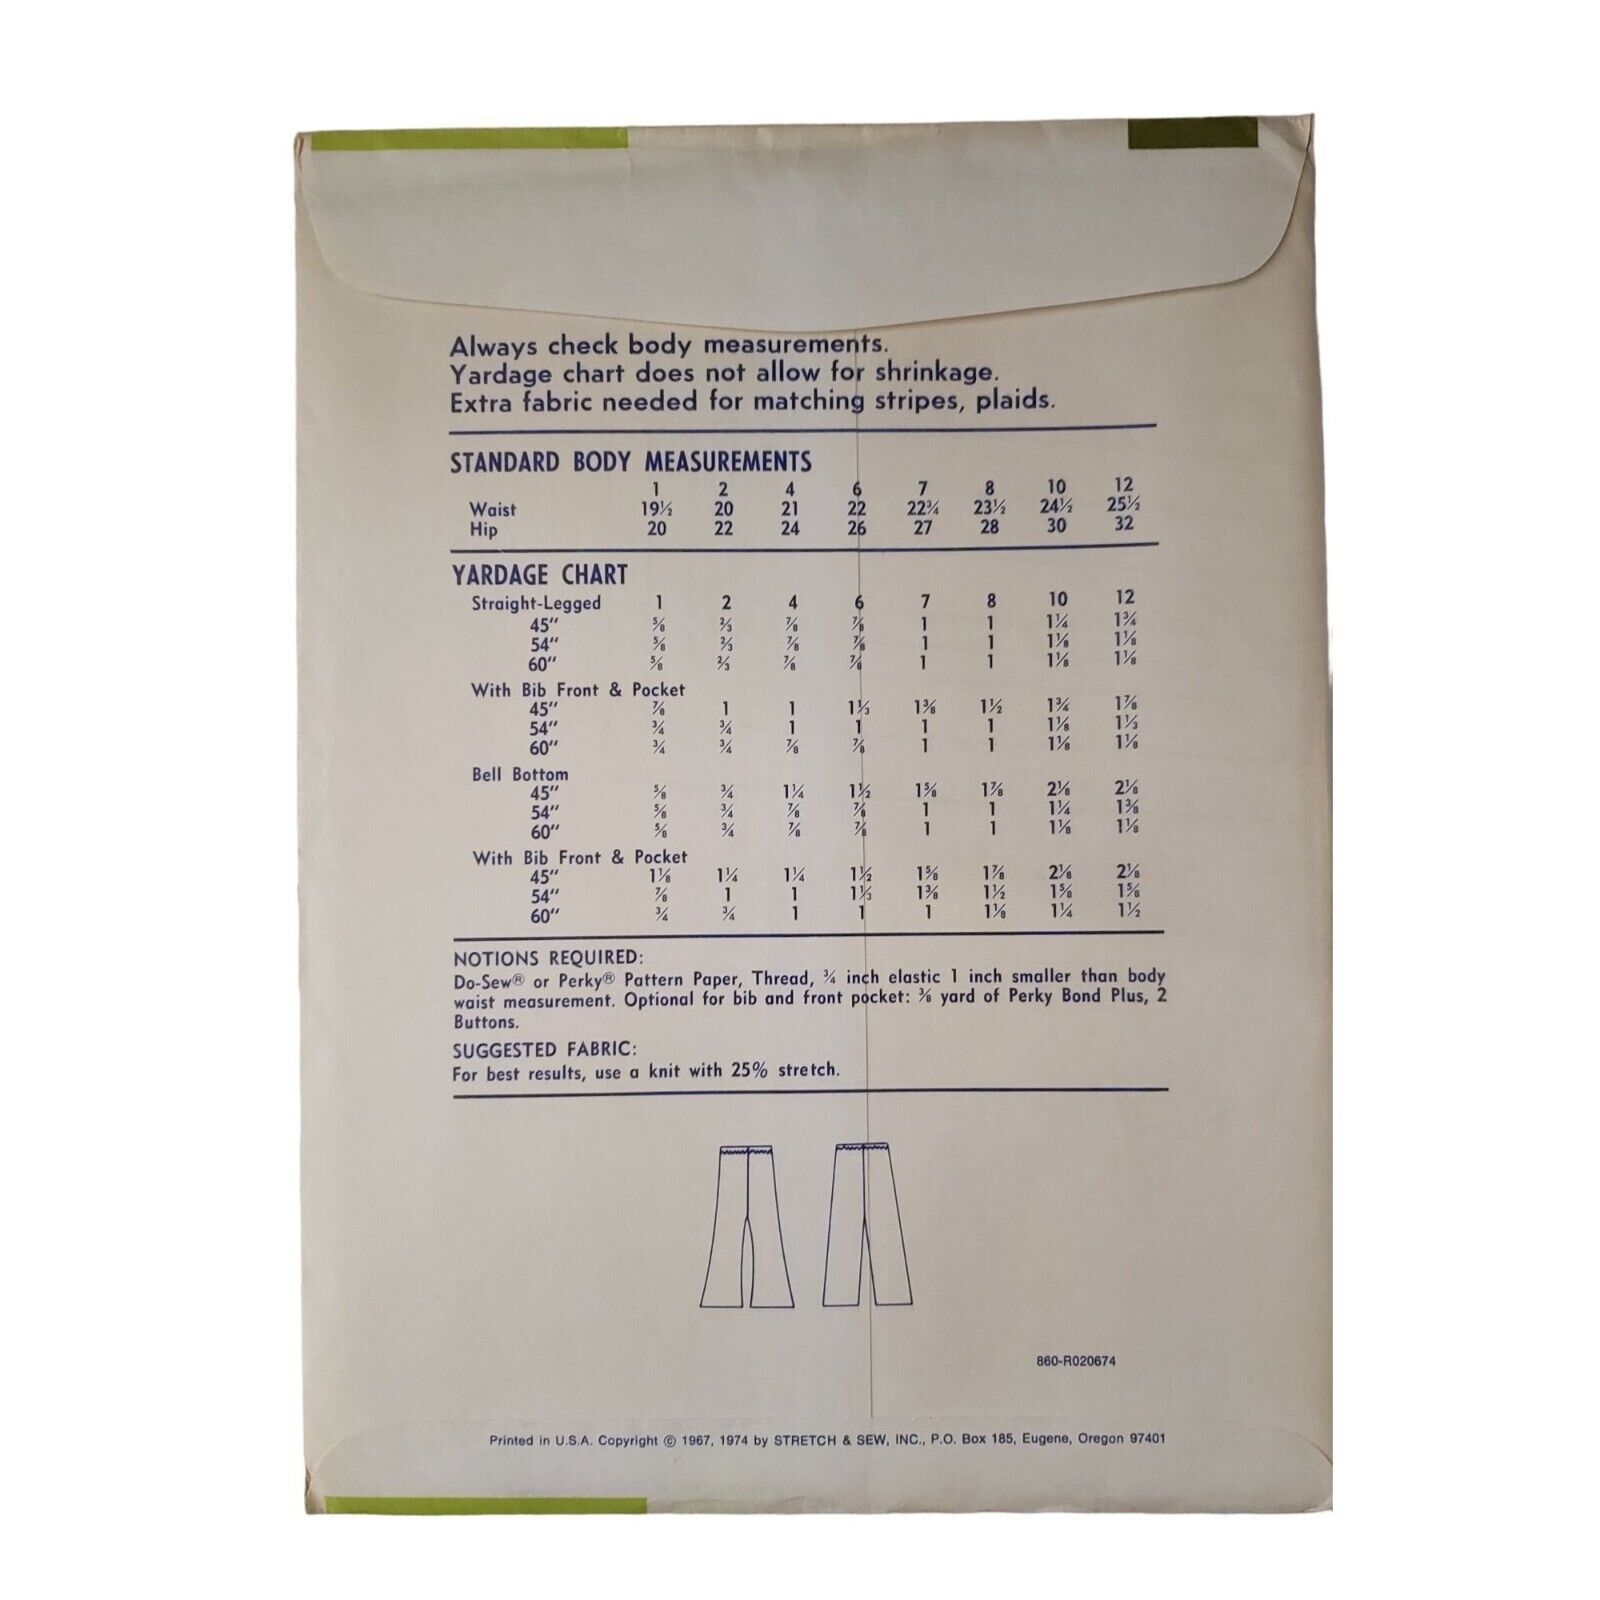 Always check body measurements.
Yardage chart does not allow for shrinkage.
Extra fabric needed for matching stripes, plaids.
STANDARD BODY MEASUREMENTS
1 2 4 6 7 8 10 12
Waist 19½ 20 21 22 22¾ 23½ 24½ 25½
Hip 20 22 24 26 27 28 30 32
YARDAGE CHART
Straight-Legged 1 2 4 6 7 8 10 12
45" ⅝ ⅔ ⅞ ⅞ 1 1 1¼ 1¾
54" ⅝ ⅔ ⅞ ⅞ 1 1 1⅛ 1⅛
60" ⅝ ⅔ ⅞ ⅞ 1 1 1⅛ 1⅛
With Bib Front & Pocket
45" ⅞ 1 1 1⅓ 1⅜ 1½ 1¾ 1⅞
54" ¾ ¾ 1 1 1 1 1⅛ 1⅓
60" ¾ ¾ ⅞ ⅞ 1 1 1⅛ 1⅛
Bell Bottom
45" ⅝ ¾ 1¼ 1½ 1⅝ 1⅞ 2⅛ 2⅛
54" ⅝ ¾ ⅞ ⅞ 1 1 1¼ 1⅜
60" ⅝ ¾ ⅞ ⅞ 1 1 1⅛ 1⅛
With Bib Front & Pocket
45" 1⅛ 1¼ 1¼ 1½ 1⅝ 1⅞ 2⅛ 2⅛
54" ⅞ 1 1 1⅓ 1⅜ 1½ 1⅝ 1⅝
60" ¾ ¾ 1 1 1 1⅛ 1¼ 1½
NOTIONS REQUIRED:
Do-Sew® or Perky® Pattern Paper, Thread, ¾ inch elastic 1 inch smaller than body
waist measurement. Optional for bib and front pocket: ⅜ yard of Perky Bond Plus, 2
Buttons.
SUGGESTED FABRIC:
For best results, use a knit with 25% stretch.
860-R020674
Printed in U.S.A. Copyright © 1967, 1974 by STRETCH & SEW, INC., P.O. Box 185, Eugene, Oregon 97401